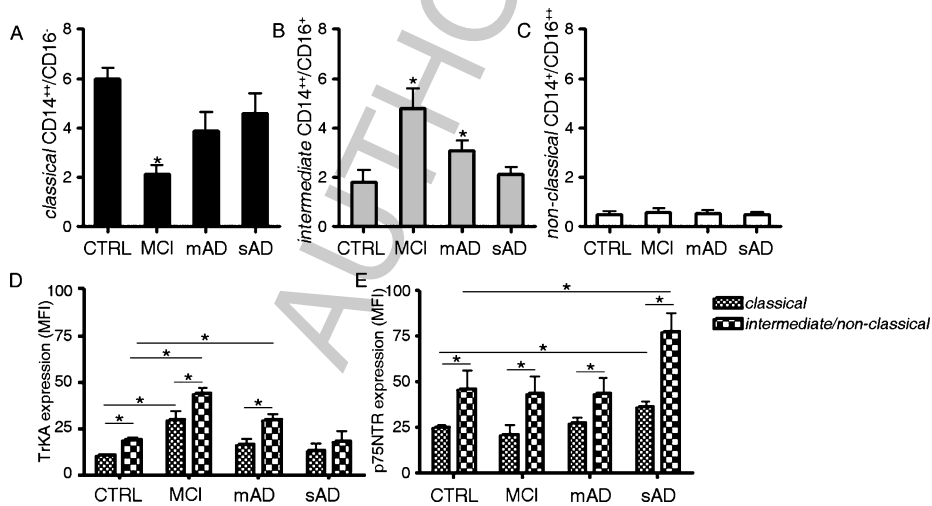 A
classical CD14⁺⁺/CD16⁻
8
6
4
2
0
CTRL MCI mAD sAD
*
B
intermediate CD14⁺⁺/CD16⁺
8
6
4
2
0
CTRL MCI mAD sAD
*
*
C
non-classical CD14⁺/CD16⁺⁺
8
6
4
2
0
CTRL MCI mAD sAD
AUTHO
D
TrKA expression (MFI)
100
75
50
25
0
CTRL MCI mAD sAD
*
*
*
*
*
*
E
p75NTR expression (MFI)
100
75
50
25
0
CTRL MCI mAD sAD
*
*
*
*
*
*
classical
intermediate/non-classical